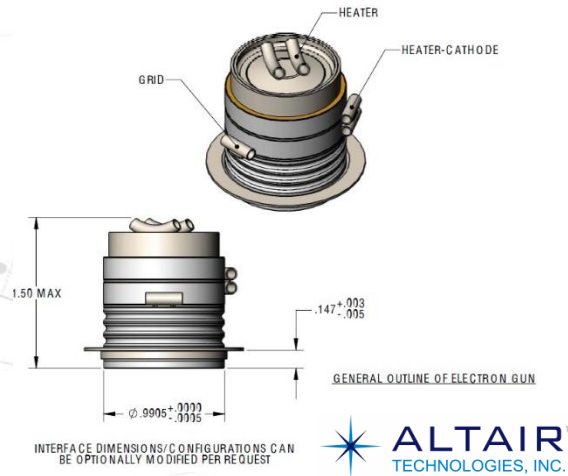 HEATER
HEATER-CATHODE
GRID
1.50 MAX
.147 +.003 -.005
GENERAL OUTLINE OF ELECTRON GUN
Ø.9905 +.0000 -.0005
INTERFACE DIMENSIONS/CONFIGURATIONS CAN
BE OPTIONALLY MODIFIED PER REQUEST
ALTAIR
TECHNOLOGIES, INC.